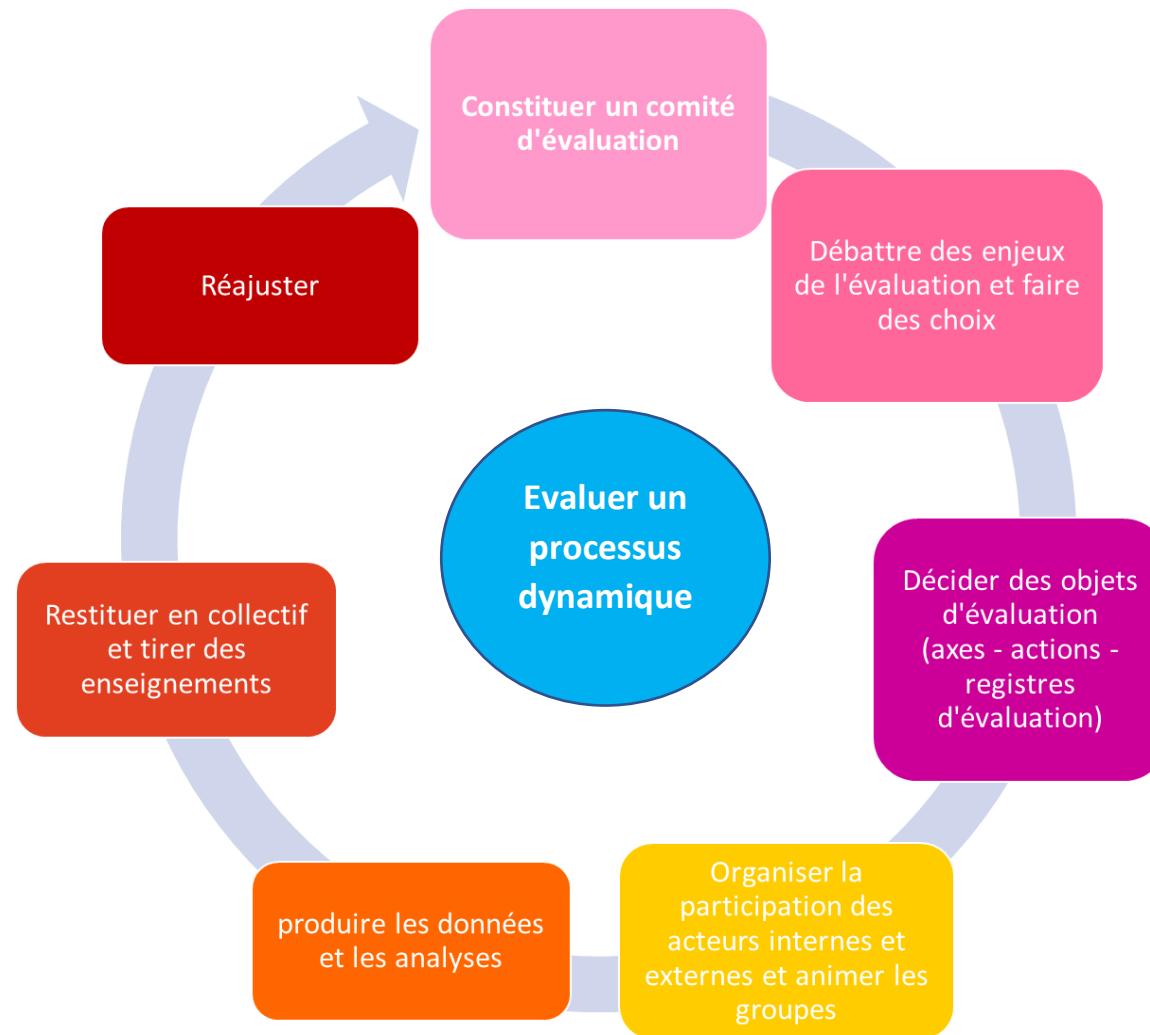 Constituer un comité
d'évaluation
Débattre des enjeux
de l'évaluation et faire
des choix
Décider des objets
d'évaluation
(axes - actions -
registres
d'évaluation)
Organiser la
participation des
acteurs internes et
externes et animer les
groupes
produire les données
et les analyses
Restituer en collectif
et tirer des
enseignements
Réajuster
Evaluer un
processus
dynamique